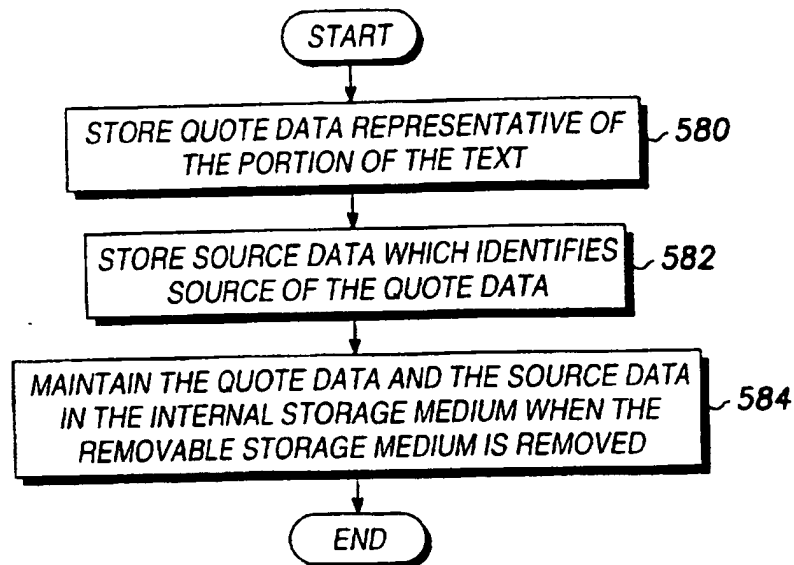 START
STORE QUOTE DATA REPRESENTATIVE OF
THE PORTION OF THE TEXT
580
STORE SOURCE DATA WHICH IDENTIFIES
SOURCE OF THE QUOTE DATA
582
MAINTAIN THE QUOTE DATA AND THE SOURCE DATA
IN THE INTERNAL STORAGE MEDIUM WHEN THE
REMOVABLE STORAGE MEDIUM IS REMOVED
584
END